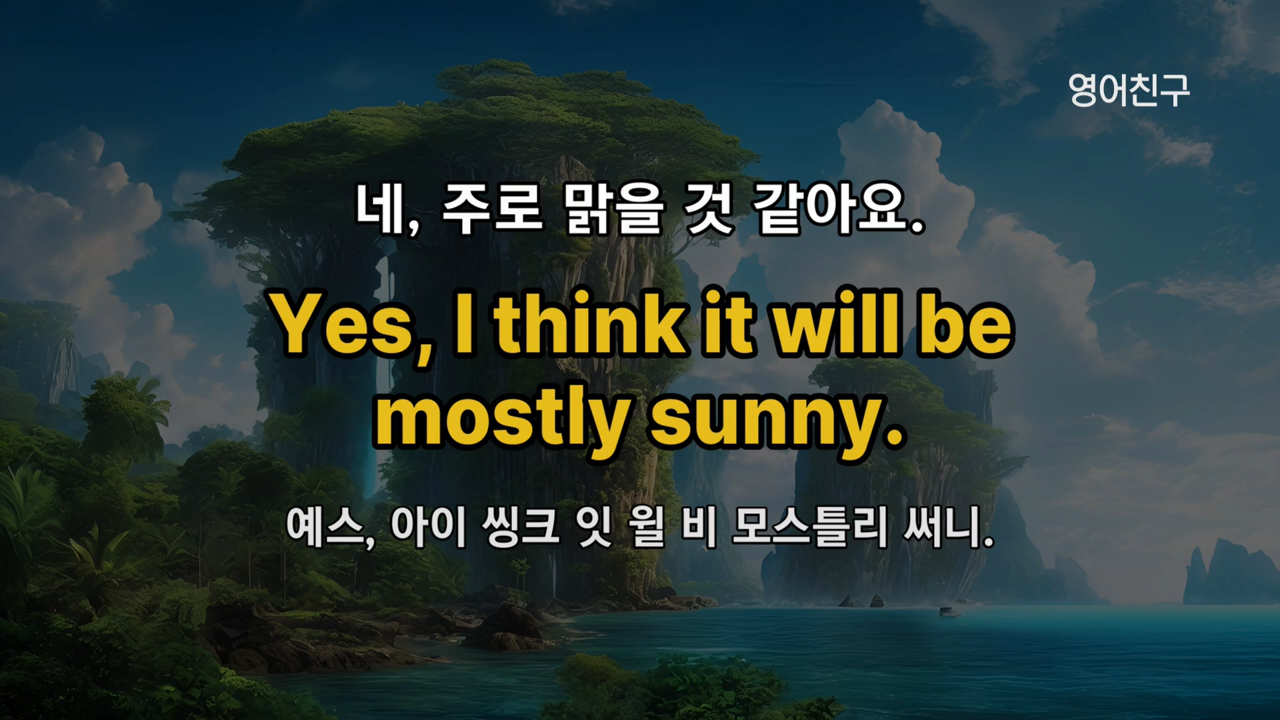 영어친구
네, 주로 맑을 것 같아요.
Yes, I think it will be
mostly sunny.
예스, 아이 씽크 잇 윌 비 모스틀리 써니.